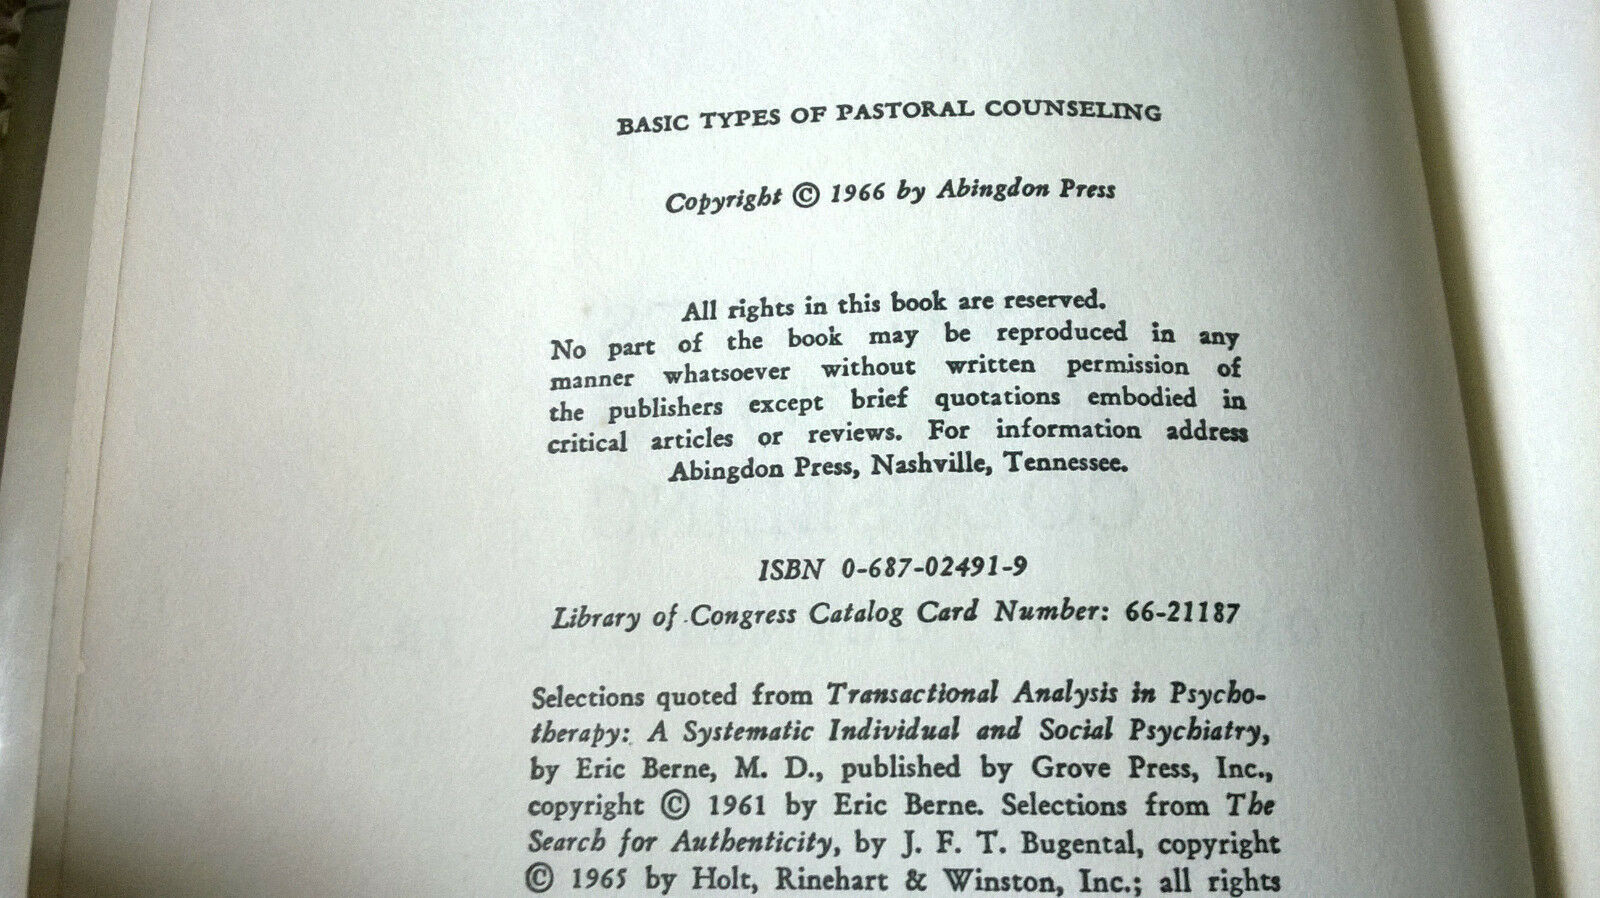 BASIC TYPES OF PASTORAL COUNSELING
Copyright © 1966 by Abingdon Press
All rights in this book are reserved.
No part of the book may be reproduced in any
manner whatsoever without written permission of
the publishers except brief quotations embodied in
critical articles or reviews. For information address
Abingdon Press, Nashville, Tennessee.
ISBN 0-687-02491-9
Library of Congress Catalog Card Number: 66-21187
Selections quoted from Transactional Analysis in Psycho-
therapy: A Systematic Individual and Social Psychiatry,
by Eric Berne, M. D., published by Grove Press, Inc.,
copyright © 1961 by Eric Berne. Selections from The
Search for Authenticity, by J. F. T. Bugental, copyright
© 1965 by Holt, Rinehart & Winston, Inc.; all rights